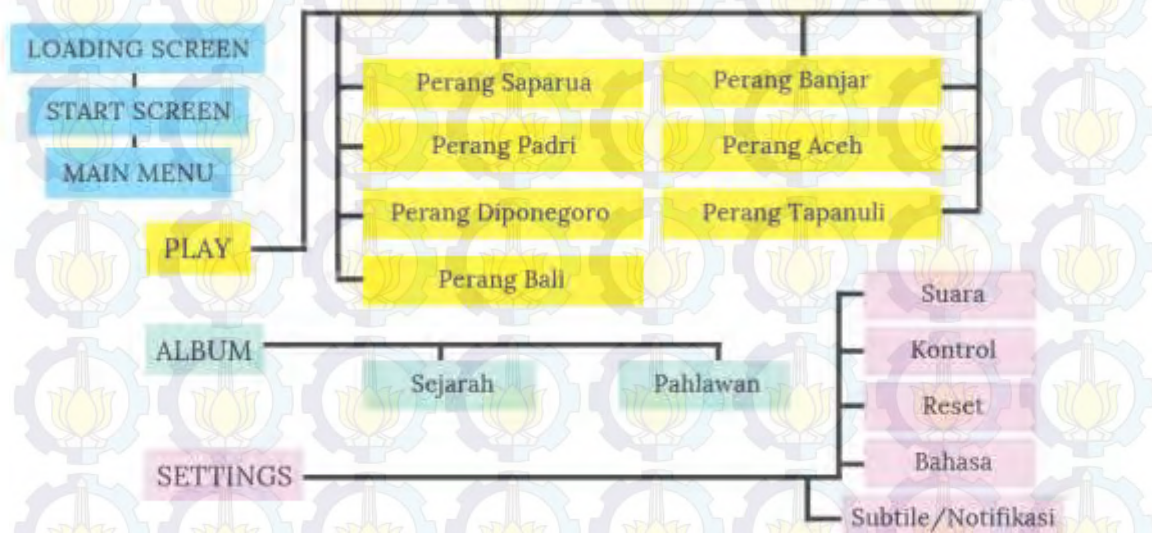 LOADING SCREEN
START SCREEN
MAIN MENU
PLAY
Perang Saparua
Perang Padri
Perang Diponegoro
Perang Bali
Perang Banjar
Perang Aceh
Perang Tapanuli
ALBUM
Sejarah
Pahlawan
SETTINGS
Suara
Kontrol
Reset
Bahasa
Subtile/Notifikasi